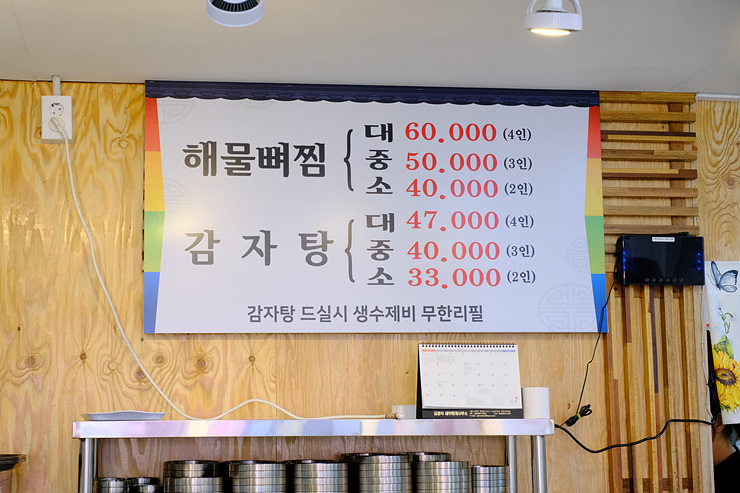 해물뼈찜
대 60.000 (4인)
중 50.000 (3인)
소 40.000 (2인)
감자탕
대 47.000 (4인)
중 40.000 (3인)
소 33.000 (2인)
감자탕 드실시 생수제비 무한리필
7